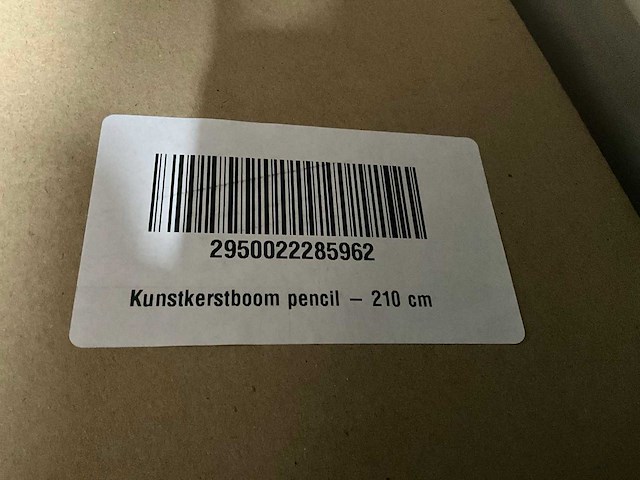 2950022285962
Kunstkerstboom pencil – 210 cm